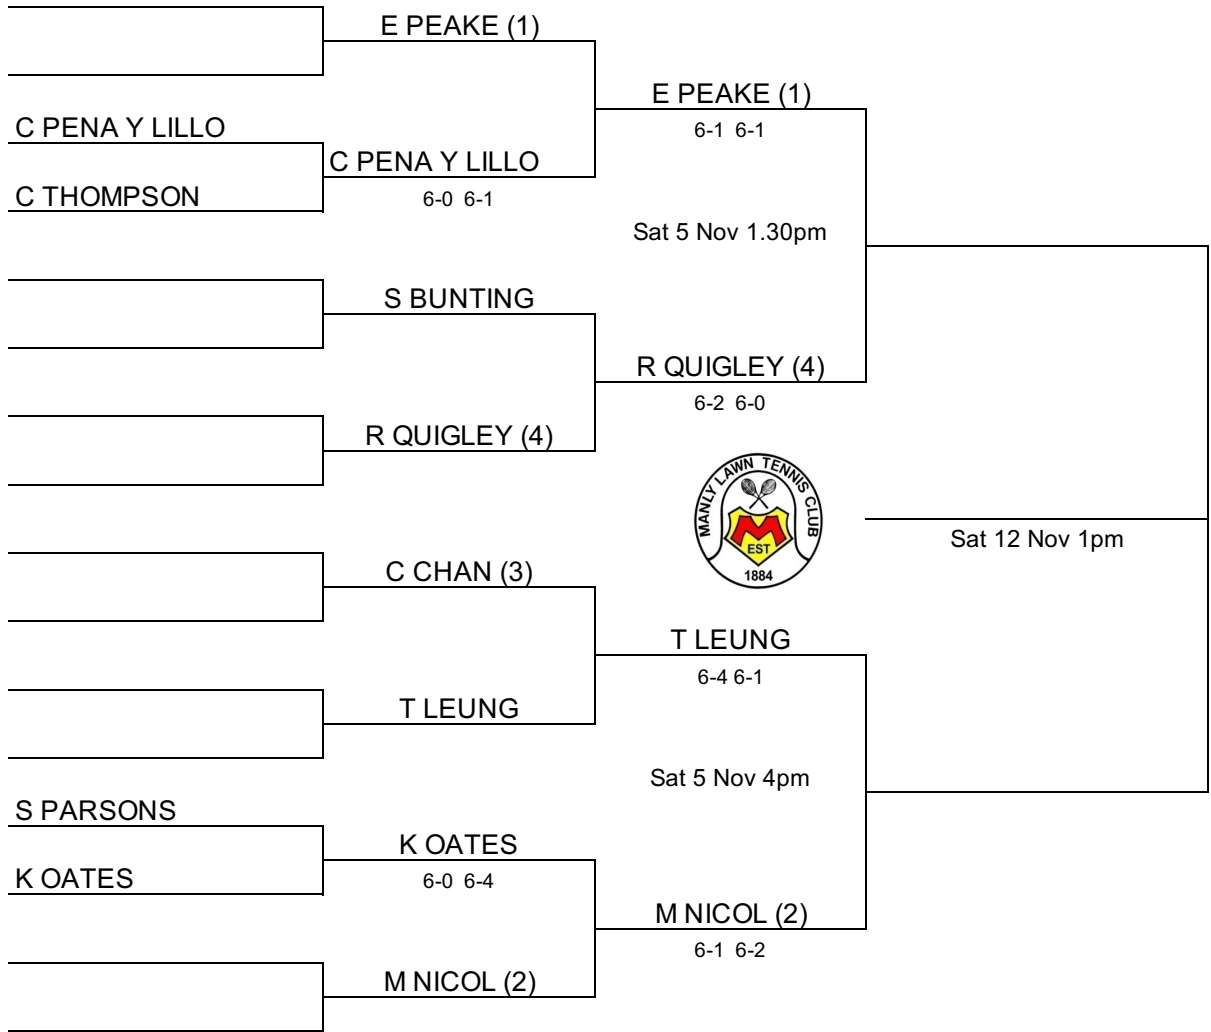 E PEAKE (1)
E PEAKE (1)
6-1 6-1
C PENA Y LILLO
C PENA Y LILLO
6-0 6-1
C THOMPSON
Sat 5 Nov 1.30pm
S BUNTING
R QUIGLEY (4)
6-2 6-0
R QUIGLEY (4)
MANLY LAWN TENNIS CLUB
M
EST
1884
Sat 12 Nov 1pm
C CHAN (3)
T LEUNG
6-4 6-1
T LEUNG
Sat 5 Nov 4pm
S PARSONS
K OATES
6-0 6-4
K OATES
M NICOL (2)
6-1 6-2
M NICOL (2)